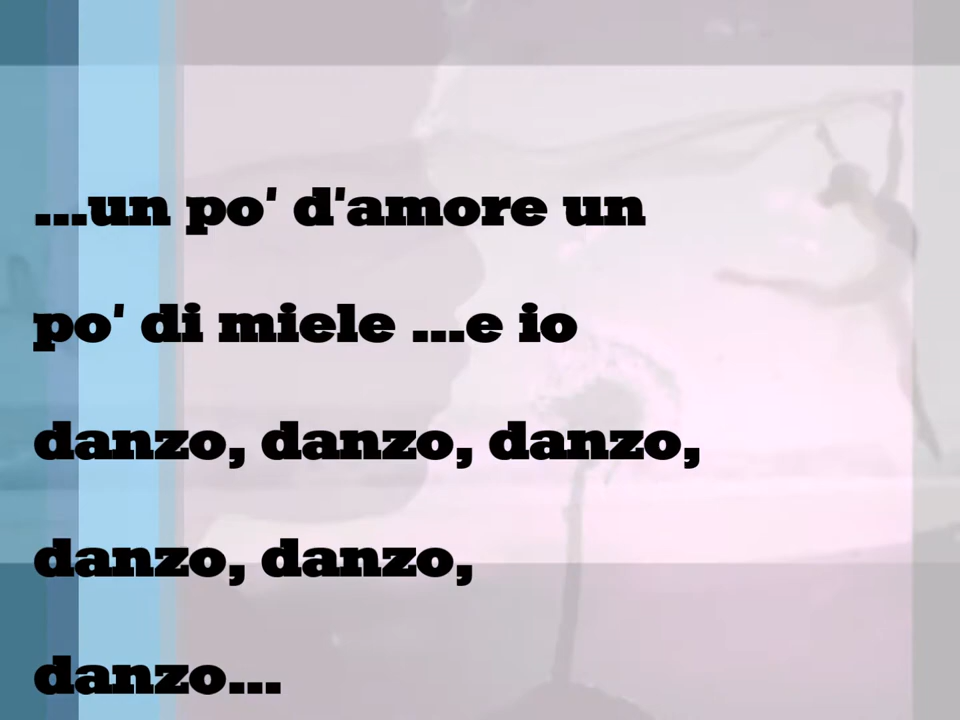 ...un po' d'amore un
po' di miele ...e io
danzo, danzo, danzo,
danzo, danzo,
danzo...